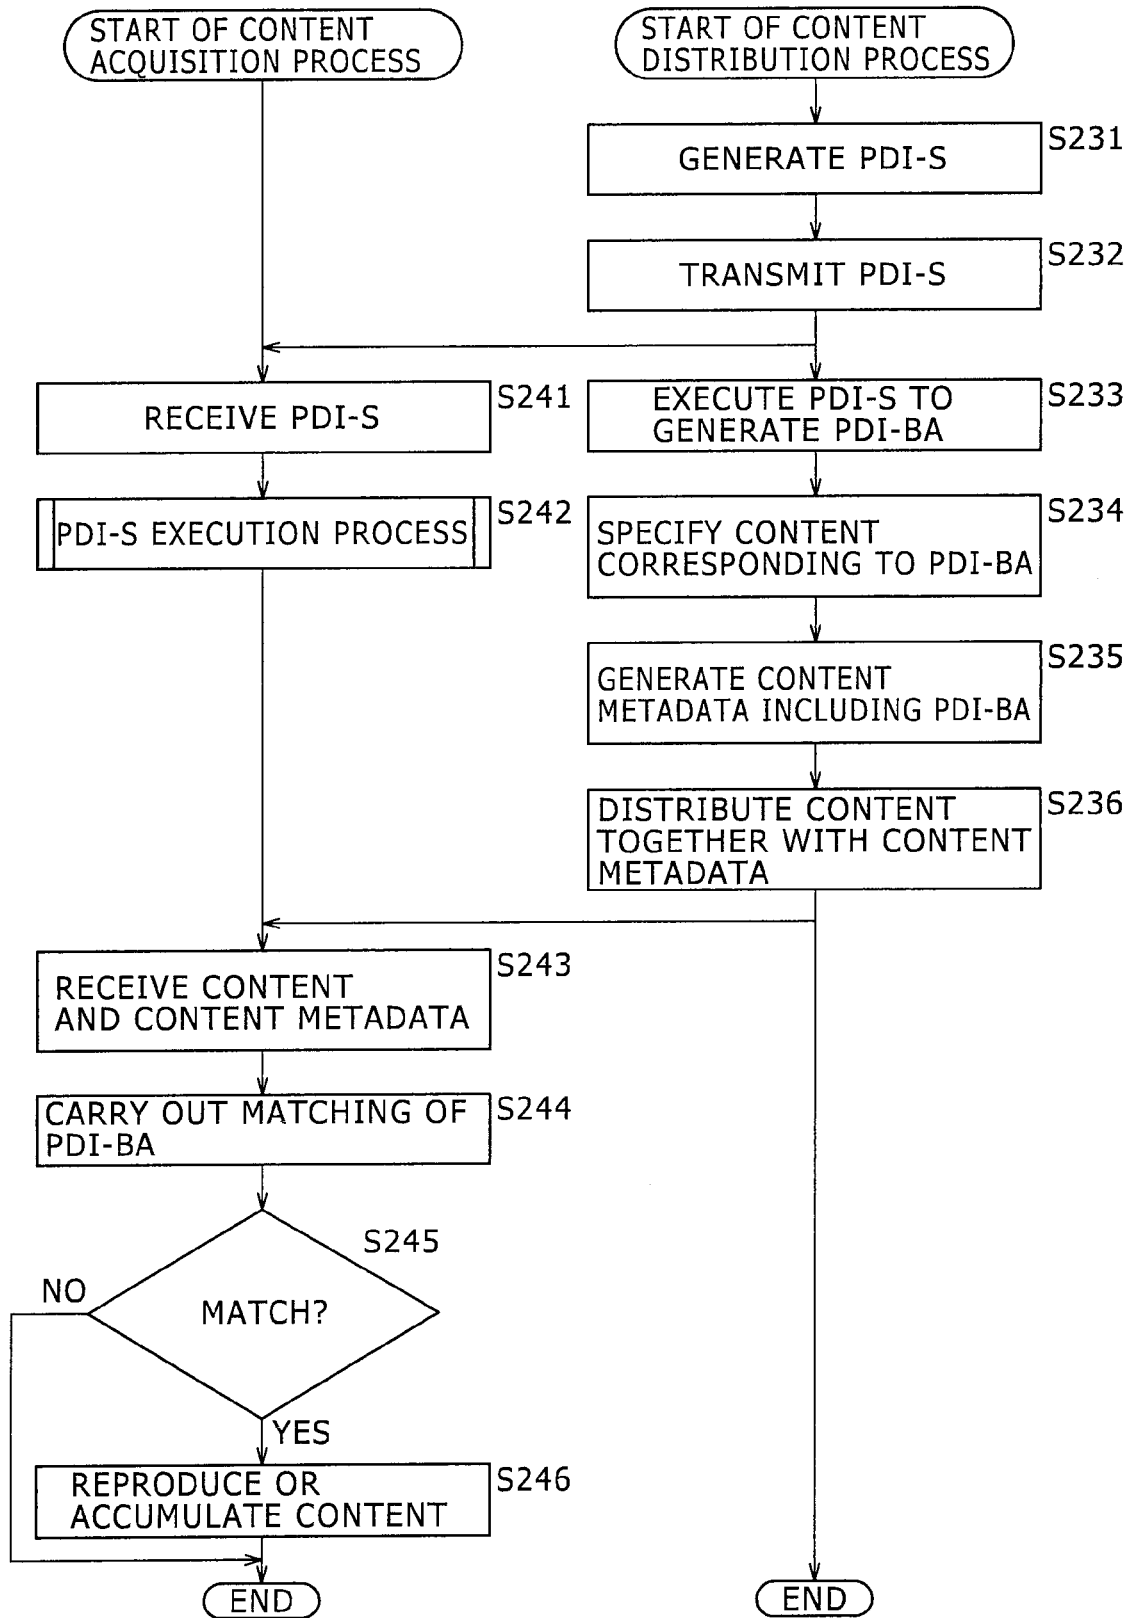 START OF CONTENT
ACQUISITION PROCESS
START OF CONTENT
DISTRIBUTION PROCESS
S231
GENERATE PDI-S
S232
TRANSMIT PDI-S
S241
RECEIVE PDI-S
S233
EXECUTE PDI-S TO
GENERATE PDI-BA
S242
PDI-S EXECUTION PROCESS
S234
SPECIFY CONTENT
CORRESPONDING TO PDI-BA
S235
GENERATE CONTENT
METADATA INCLUDING PDI-BA
S236
DISTRIBUTE CONTENT
TOGETHER WITH CONTENT
METADATA
S243
RECEIVE CONTENT
AND CONTENT METADATA
S244
CARRY OUT MATCHING OF
PDI-BA
S245
NO
MATCH?
YES
S246
REPRODUCE OR
ACCUMULATE CONTENT
END
END